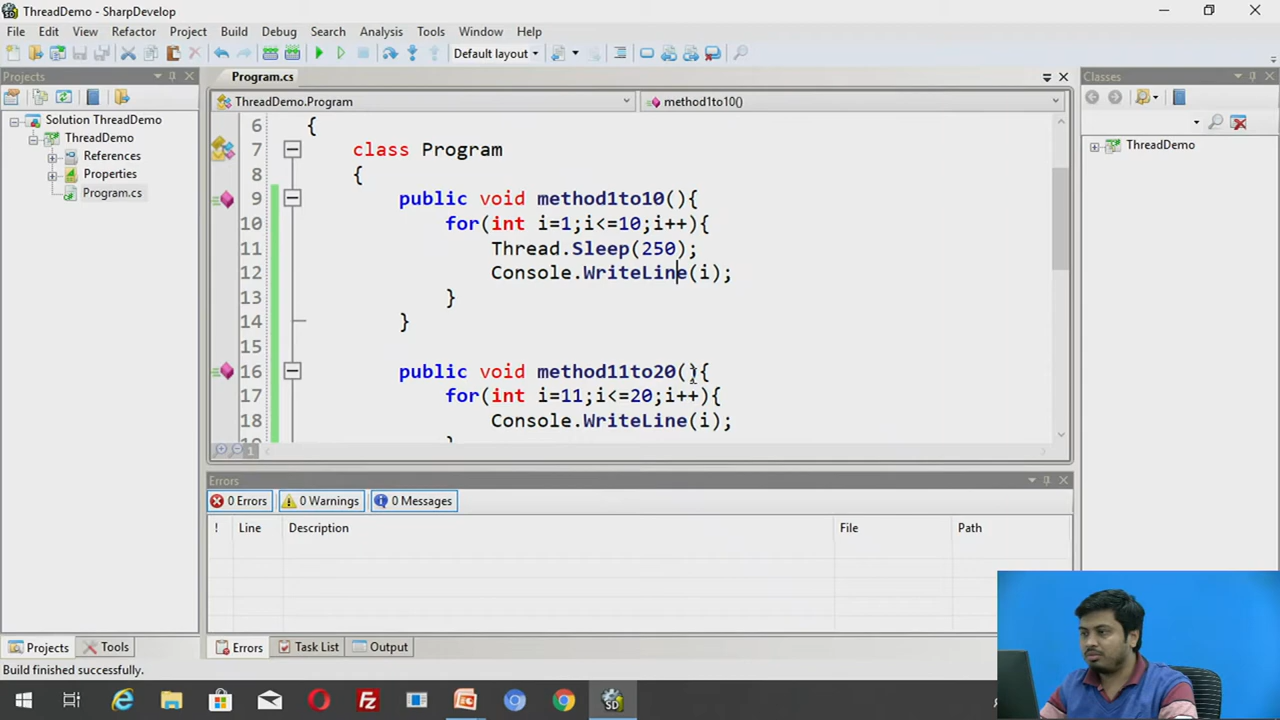 ThreadDemo - SharpDevelop
File Edit View Refactor Project Build Debug Search Analysis Tools Window Help
Default layout
Projects
Program.cs
Classes
ThreadDemo.Program
method1to10()
Solution ThreadDemo
ThreadDemo
References
Properties
Program.cs
ThreadDemo
6 {
7 class Program
8 {
9 public void method1to10(){
10 for(int i=1;i<=10;i++){
11 Thread.Sleep(250);
12 Console.WriteLine(i);
13 }
14 }
15
16 public void method11to20(){
17 for(int i=11;i<=20;i++){
18 Console.WriteLine(i);
1
Errors
0 Errors 0 Warnings 0 Messages
! Line Description File Path
Projects Tools
Errors Task List Output
Build finished successfully.